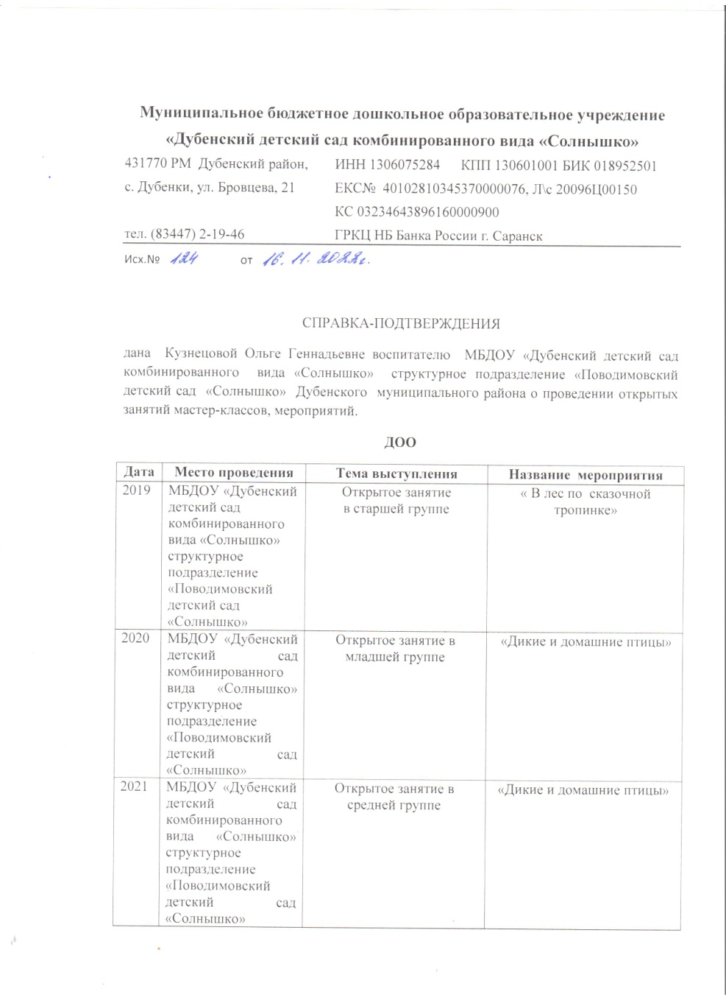 Муниципальное бюджетное дошкольное образовательное учреждение
«Дубенский детский сад комбинированного вида «Солнышко»
431770 РМ  Дубенский район,  ИНН 1306075284  КПП 130601001 БИК 018952501
с. Дубенки, ул. Бровцева, 21  ЕКС№  40102810345370000076, Л\с 20096Ц00150
КС 03234643896160000900
тел. (83447) 2-19-46  ГРКЦ НБ Банка России г. Саранск
Исх.№  124  от  16.11.2022г.
СПРАВКА-ПОДТВЕРЖДЕНИЯ
дана  Кузнецовой Ольге Геннадьевне воспитателю  МБДОУ «Дубенский детский сад
комбинированного  вида «Солнышко»  структурное подразделение «Поводимовский
детский сад  «Солнышко»  Дубенского  муниципального района о проведении открытых
занятий мастер-классов, мероприятий.
ДОО
Дата  Место проведения  Тема выступления  Название  мероприятия
2019  МБДОУ «Дубенский  Открытое занятие  « В лес по  сказочной
детский сад  в старшей группе  тропинке»
комбинированного
вида «Солнышко»
структурное
подразделение
«Поводимовский
детский сад
«Солнышко»
2020  МБДОУ «Дубенский  Открытое занятие в  «Дикие и домашние птицы»
детский сад  младшей группе
комбинированного
вида «Солнышко»
структурное
подразделение
«Поводимовский
детский сад
«Солнышко»
2021  МБДОУ «Дубенский  Открытое занятие в  «Дикие и домашние птицы»
детский сад  средней группе
комбинированного
вида «Солнышко»
структурное
подразделение
«Поводимовский
детский сад
«Солнышко»